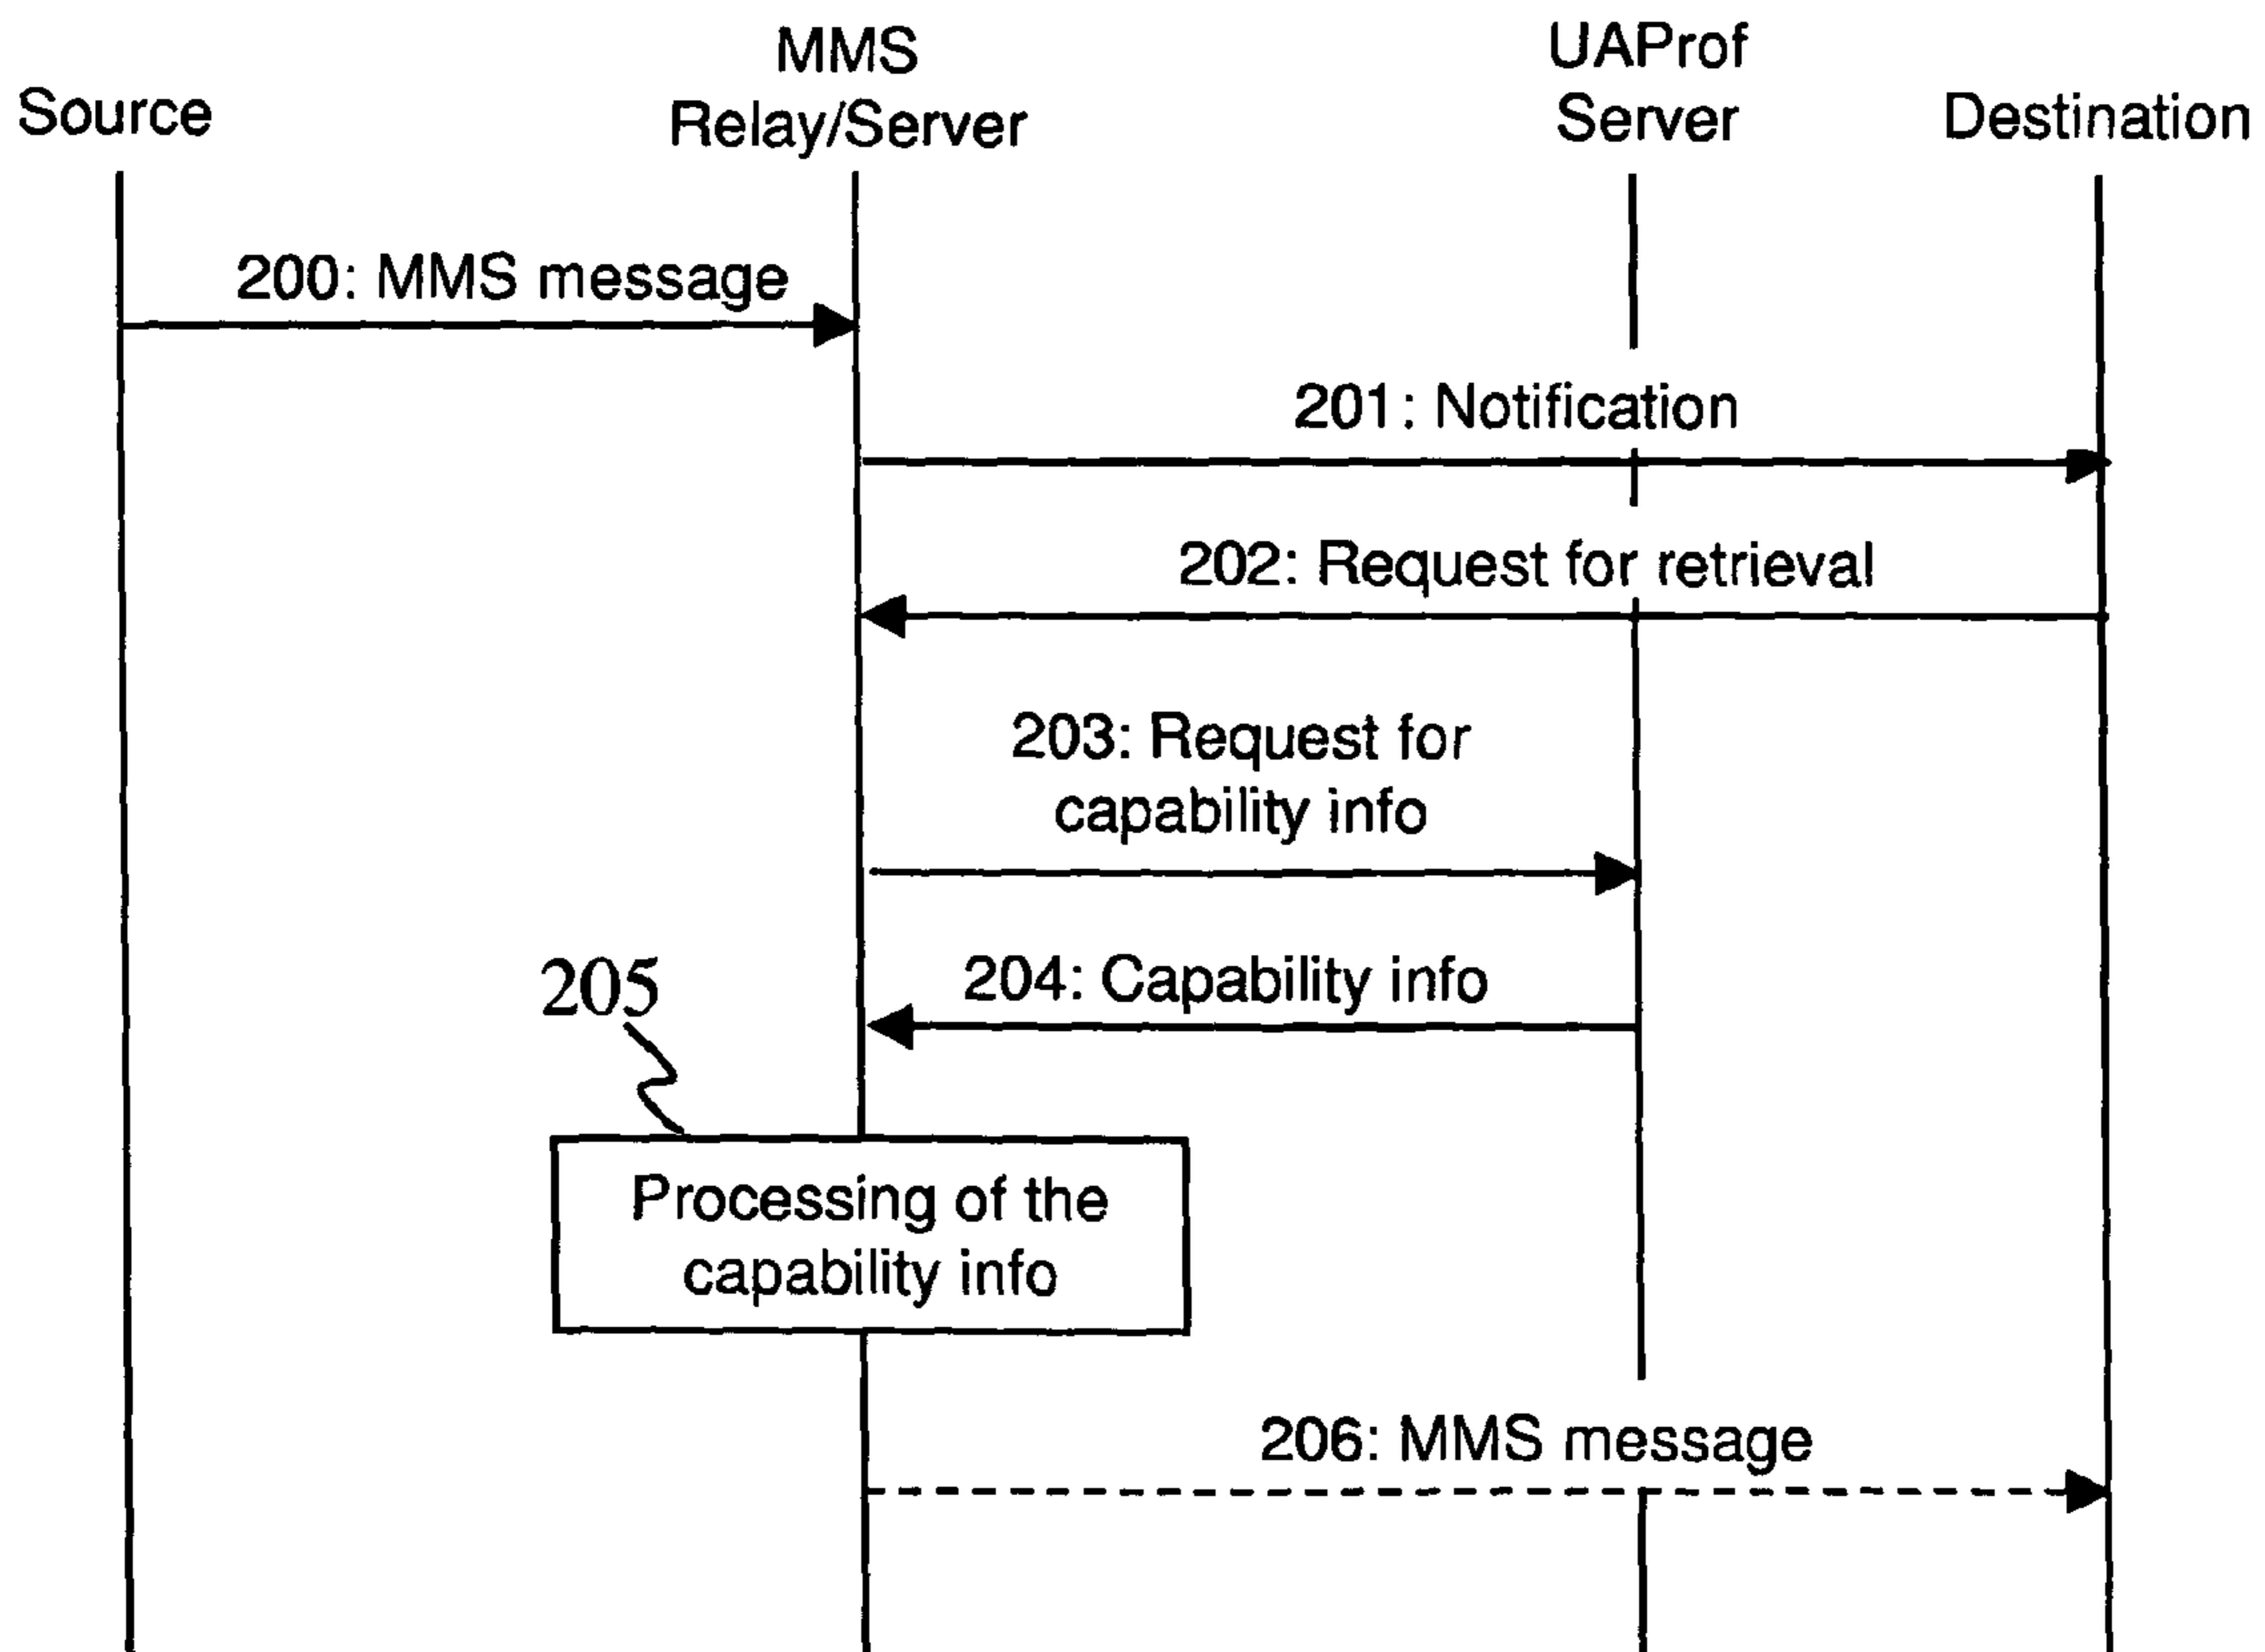 Source
MMS
Relay/Server
UAProf
Server
Destination
200: MMS message
201: Notification
202: Request for retrieval
203: Request for
capability info
204: Capability info
205
Processing of the
capability info
206: MMS message